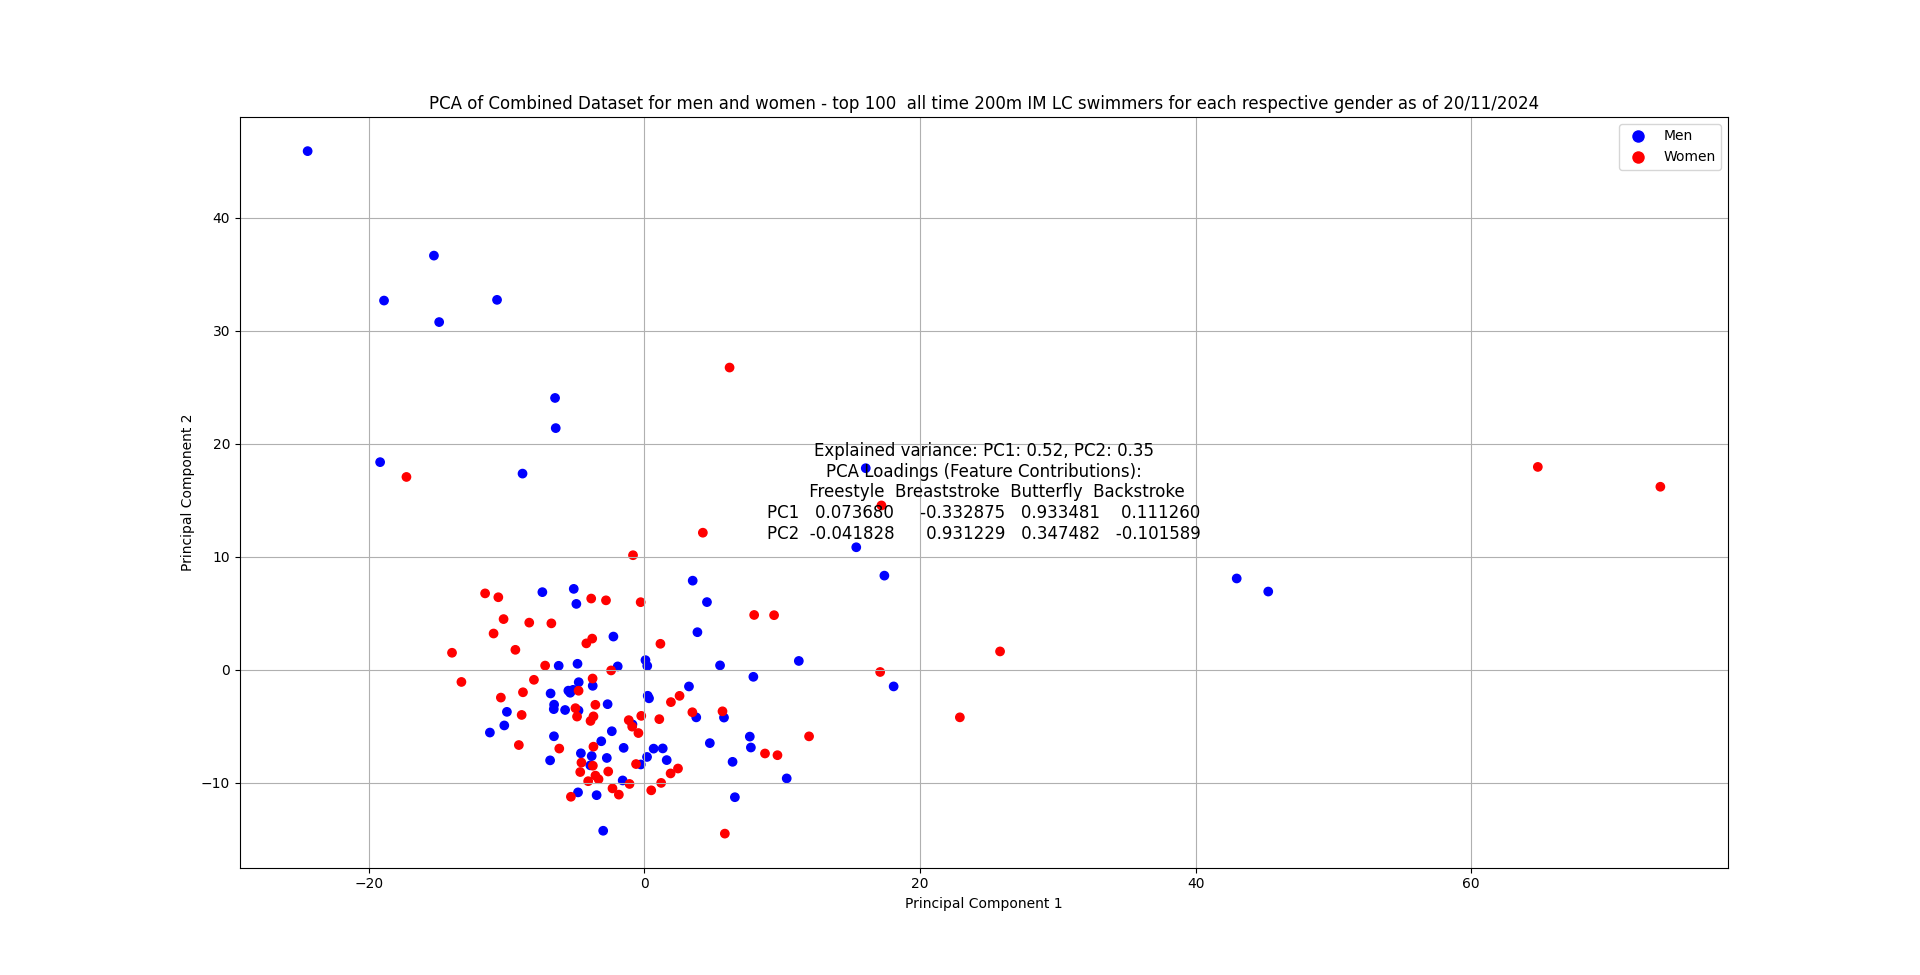 PCA of Combined Dataset for men and women - top 100  all time 200m IM LC swimmers for each respective gender as of 20/11/2024
Men
Women
40
30
20
10
0
−10
Principal Component 2
Explained variance: PC1: 0.52, PC2: 0.35
PCA Loadings (Feature Contributions):
Freestyle  Breaststroke  Butterfly  Backstroke
PC1   0.073680     -0.332875   0.933481    0.111260
PC2  -0.041828      0.931229   0.347482   -0.101589
−20
0
20
40
60
Principal Component 1